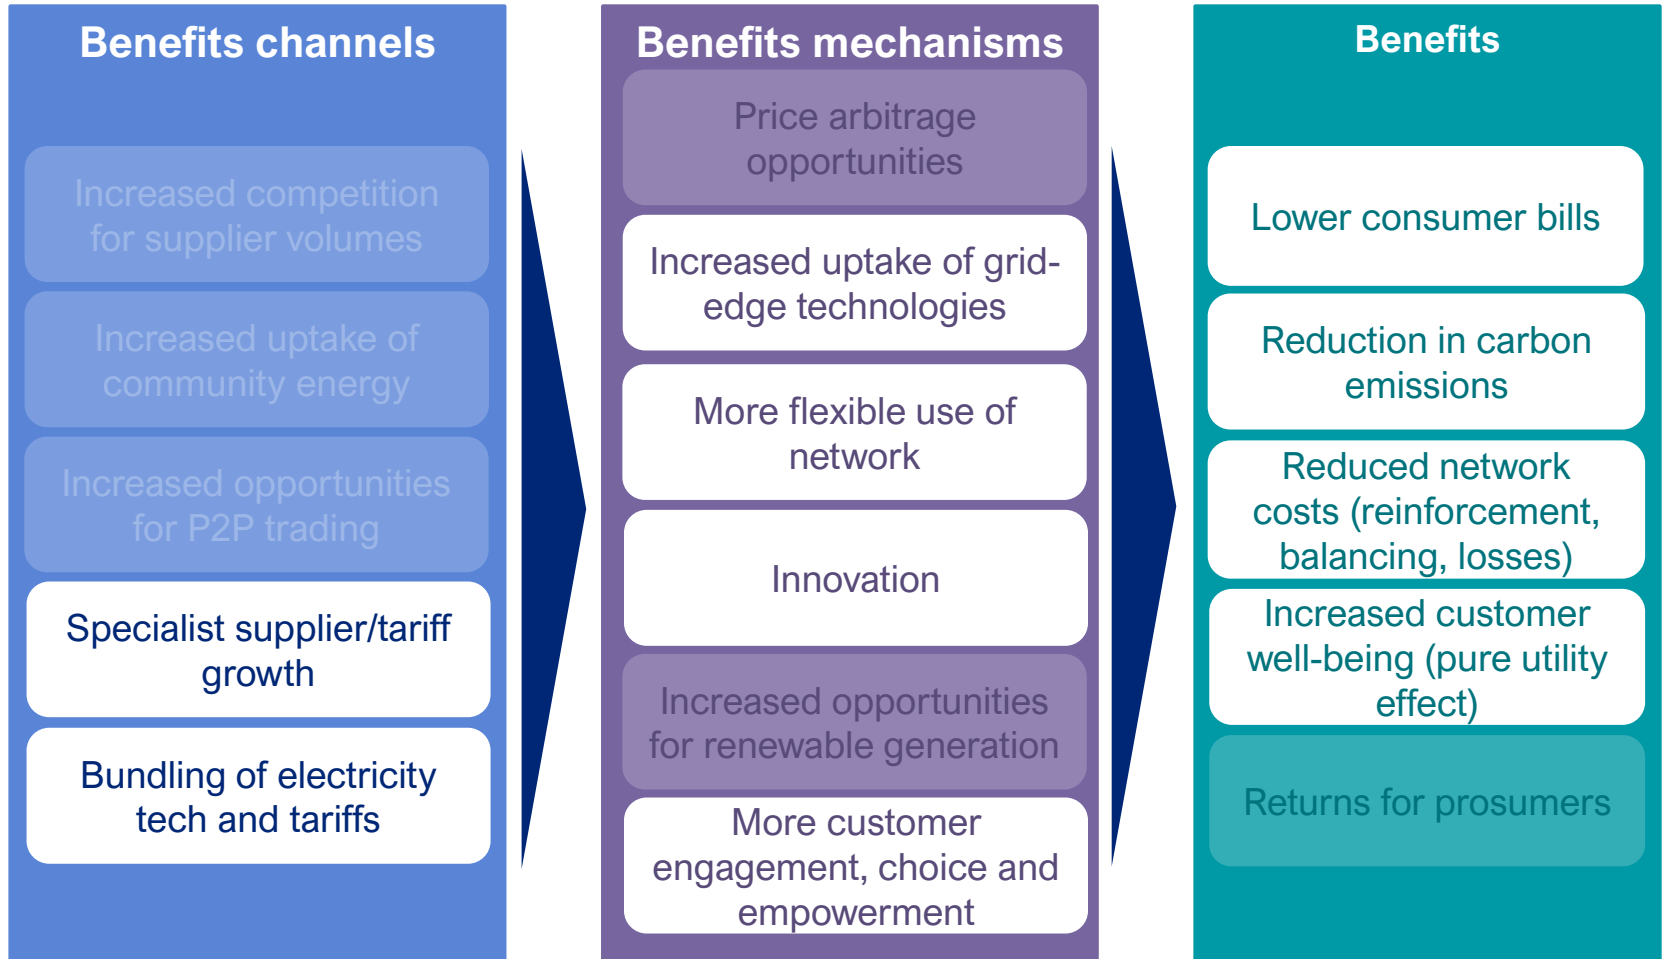 Benefits channels
Increased competition
for supplier volumes
Increased uptake of
community energy
Increased opportunities
for P2P trading
Specialist supplier/tariff
growth
Bundling of electricity
tech and tariffs
Benefits mechanisms
Price arbitrage
opportunities
Increased uptake of grid-
edge technologies
More flexible use of
network
Innovation
Increased opportunities
for renewable generation
More customer
engagement, choice and
empowerment
Benefits
Lower consumer bills
Reduction in carbon
emissions
Reduced network
costs (reinforcement,
balancing, losses)
Increased customer
well-being (pure utility
effect)
Returns for prosumers